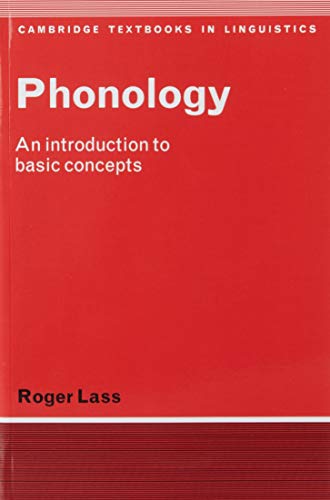 CAMBRIDGE TEXTBOOKS IN LINGUISTICS
Phonology
An introduction to
basic concepts
Roger Lass